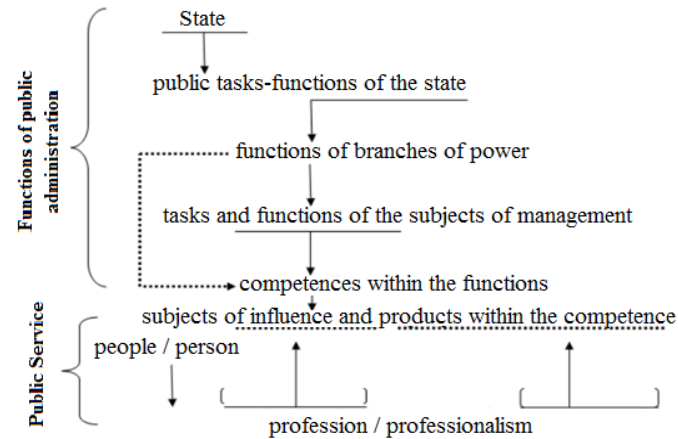 State
public tasks-functions of the state
functions of branches of power
tasks and functions of the subjects of management
competences within the functions
Functions of public
administration
subjects of influence and products within the competence
people / person
profession / professionalism
Public Service